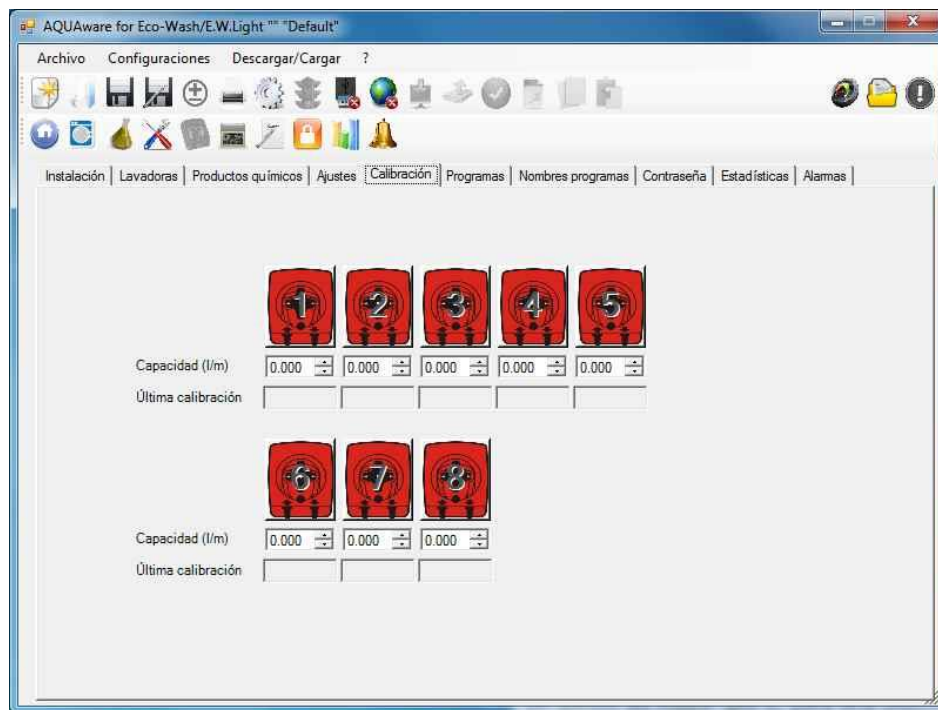 AQUAware for Eco-Wash/E.W.Light "" "Default"
Archivo Configuraciones Descargar/Cargar ?
Instalación Lavadoras Productos químicos Ajustes Calibración Programas Nombres programas Contraseña Estadísticas Alarmas
1 2 3 4 5
Capacidad (l/m) 0.000 0.000 0.000 0.000 0.000
Última calibración
6 7 8
Capacidad (l/m) 0.000 0.000 0.000
Última calibración